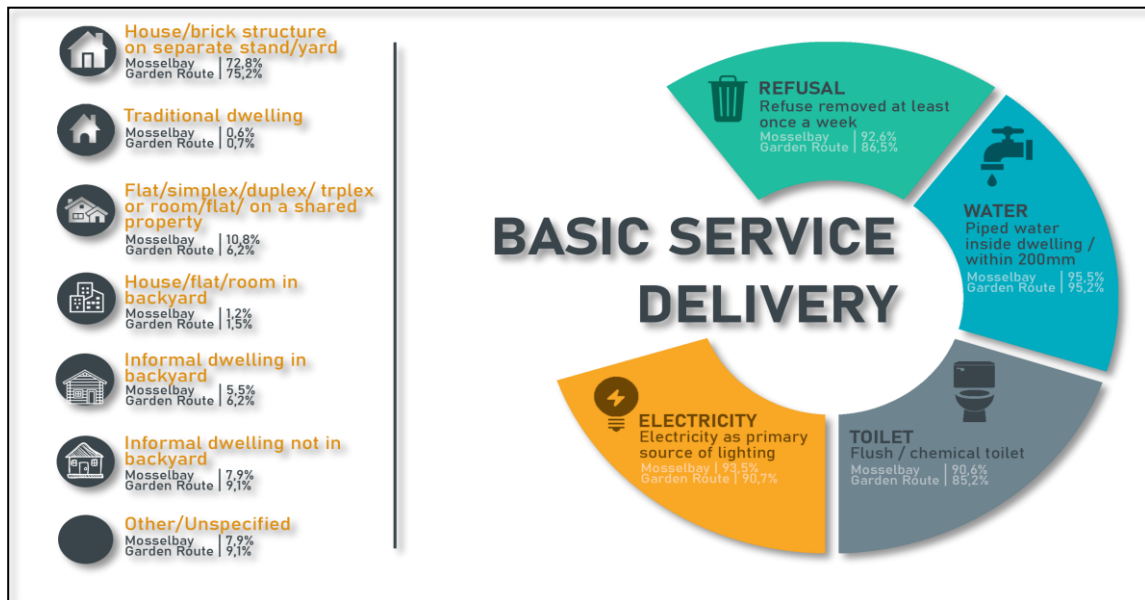 House/brick structure
on separate stand/yard
Mosselbay | 72,8%
Garden Route | 75,2%
Traditional dwelling
Mosselbay | 0,6%
Garden Route | 0,7%
Flat/simplex/duplex/ trplex
or room/flat/ on a shared
property
Mosselbay | 10,8%
Garden Route | 6,2%
House/flat/room in
backyard
Mosselbay | 1,2%
Garden Route | 1,5%
Informal dwelling in
backyard
Mosselbay | 5,5%
Garden Route | 6,2%
Informal dwelling not in
backyard
Mosselbay | 7,9%
Garden Route | 9,1%
Other/Unspecified
Mosselbay | 7,9%
Garden Route | 9,1%
BASIC SERVICE
DELIVERY
REFUSAL
Refuse removed at least
once a week
Mosselbay | 92,6%
Garden Route | 86,5%
WATER
Piped water
inside dwelling /
within 200mm
Mosselbay | 95,5%
Garden Route | 95,2%
TOILET
Flush / chemical toilet
Mosselbay | 90,6%
Garden Route | 85,2%
ELECTRICITY
Electricity as primary
source of lighting
Mosselbay | 93,5%
Garden Route | 90,7%